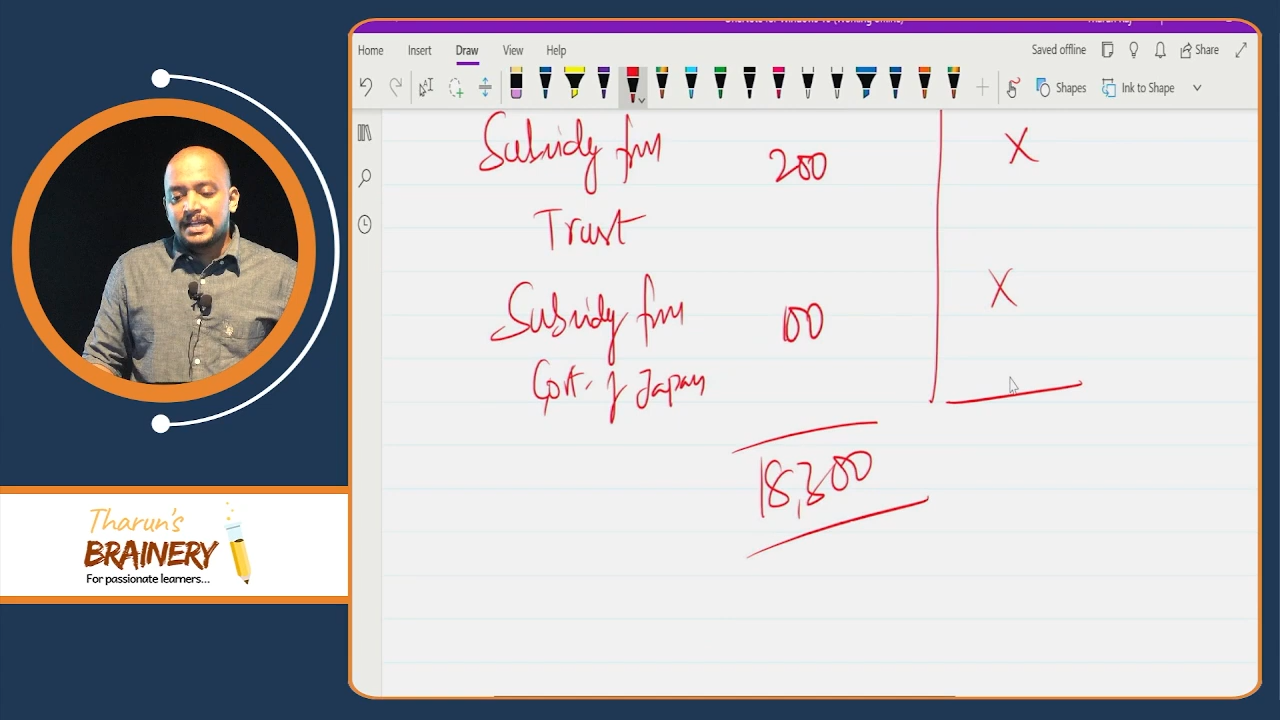 Home Insert Draw View Help Saved offline Share
Shapes Ink to Shape
Subsidy from 200 X
Trust
Subsidy from 100 X
Govt. of Japan
18,300
Tharun's
BRAINERY
For passionate learners...